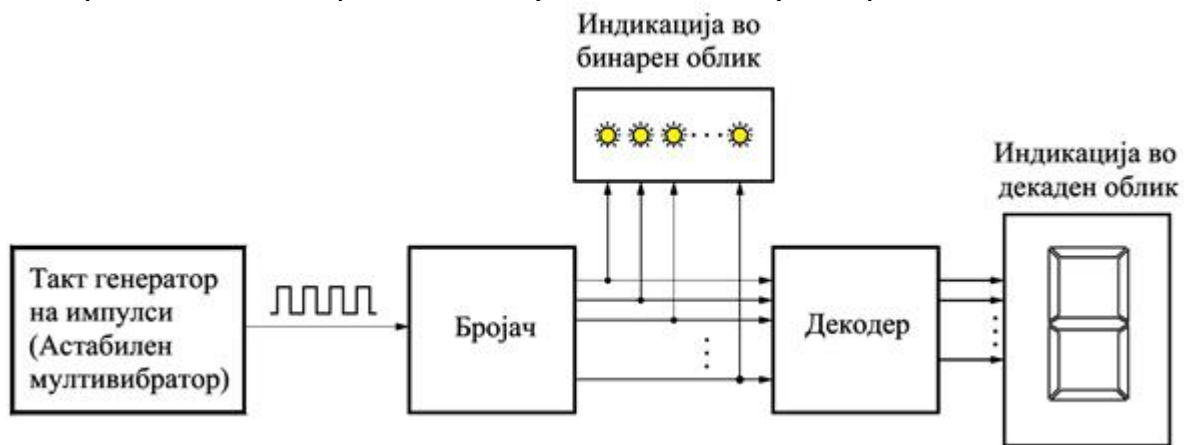 Индикација во
бинарен облик
Индикација во
декаден облик
Такт генератор
на импулси
(Астабилен
мултивибратор)
Бројач
Декодер